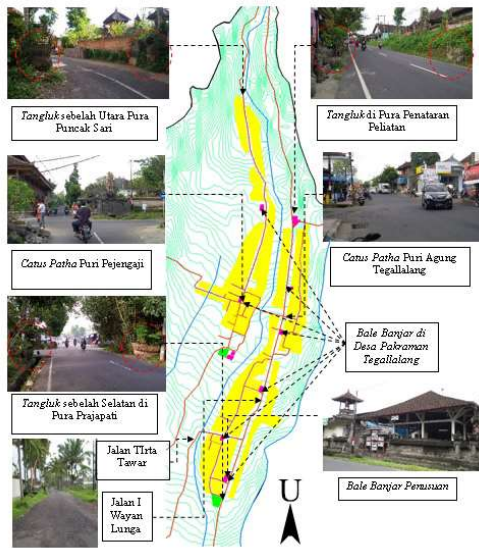 Tangluk sebelah Utara Pura
Puncak Sari
Tangluk di Pura Penataran
Peliatan
Catus Patha Puri Pejengaji
Catus Patha Puri Agung
Tegallalang
Bale Banjar di
Desa Pakraman
Tegallalang
Tangluk sebelah Selatan di
Pura Prajapati
Jalan TIrta
Tawar
Jalan I
Wayan
Lunga
U
Bale Banjar Penusuan